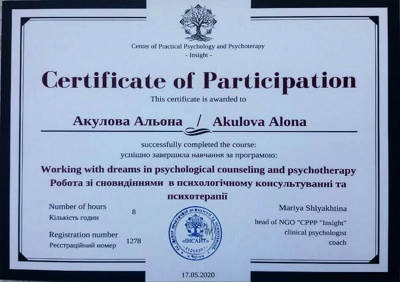 Center of Practical Psychology and Psychoterapy
- Insight -
Certificate of Participation
This certificate is awarded to
Акулова Альона / Akulova Alona
successfully completed the course:
успішно завершила навчання за програмою:
Working with dreams in psychological counseling and psychotherapy
Робота зі сновидіннями в психологічному консультуванні та
психотерапії
Number of hours
Кількість годин
8
Registration number
Реєстраційний номер
1278
Mariya Shlyakhtina
head of NGO "CPPP "Insight"
clinical psychologist
coach
"ІНСАЙТ"
17.05.2020